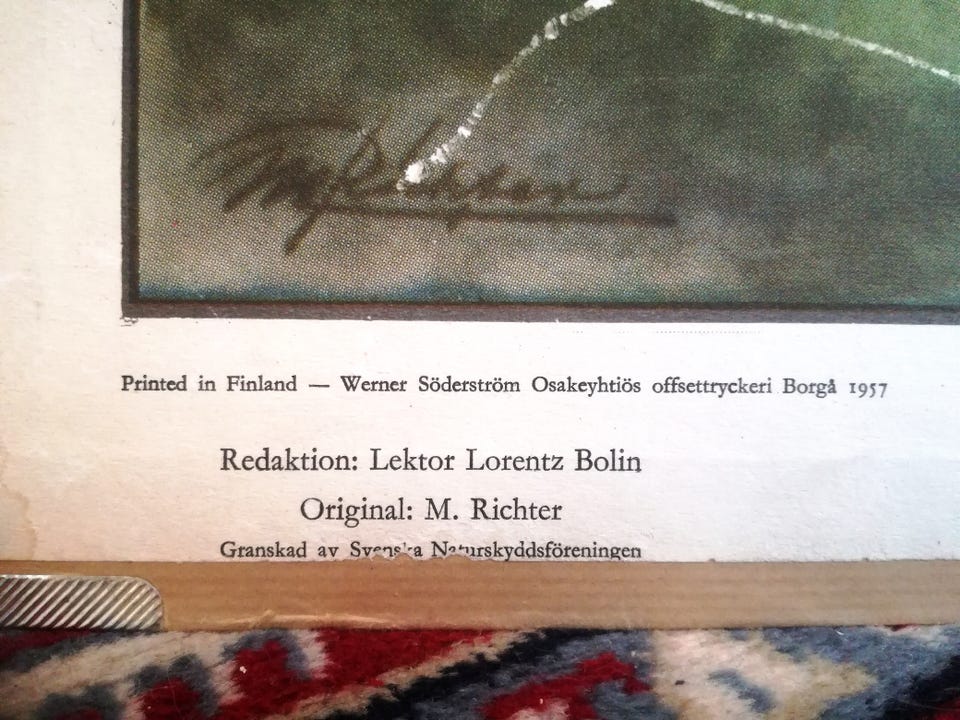 M Richter
Printed in Finland — Werner Söderström Osakeyhtiös offsettryckeri Borgå 1957
Redaktion: Lektor Lorentz Bolin
Original: M. Richter
Granskad av Svenska Naturskyddsföreningen